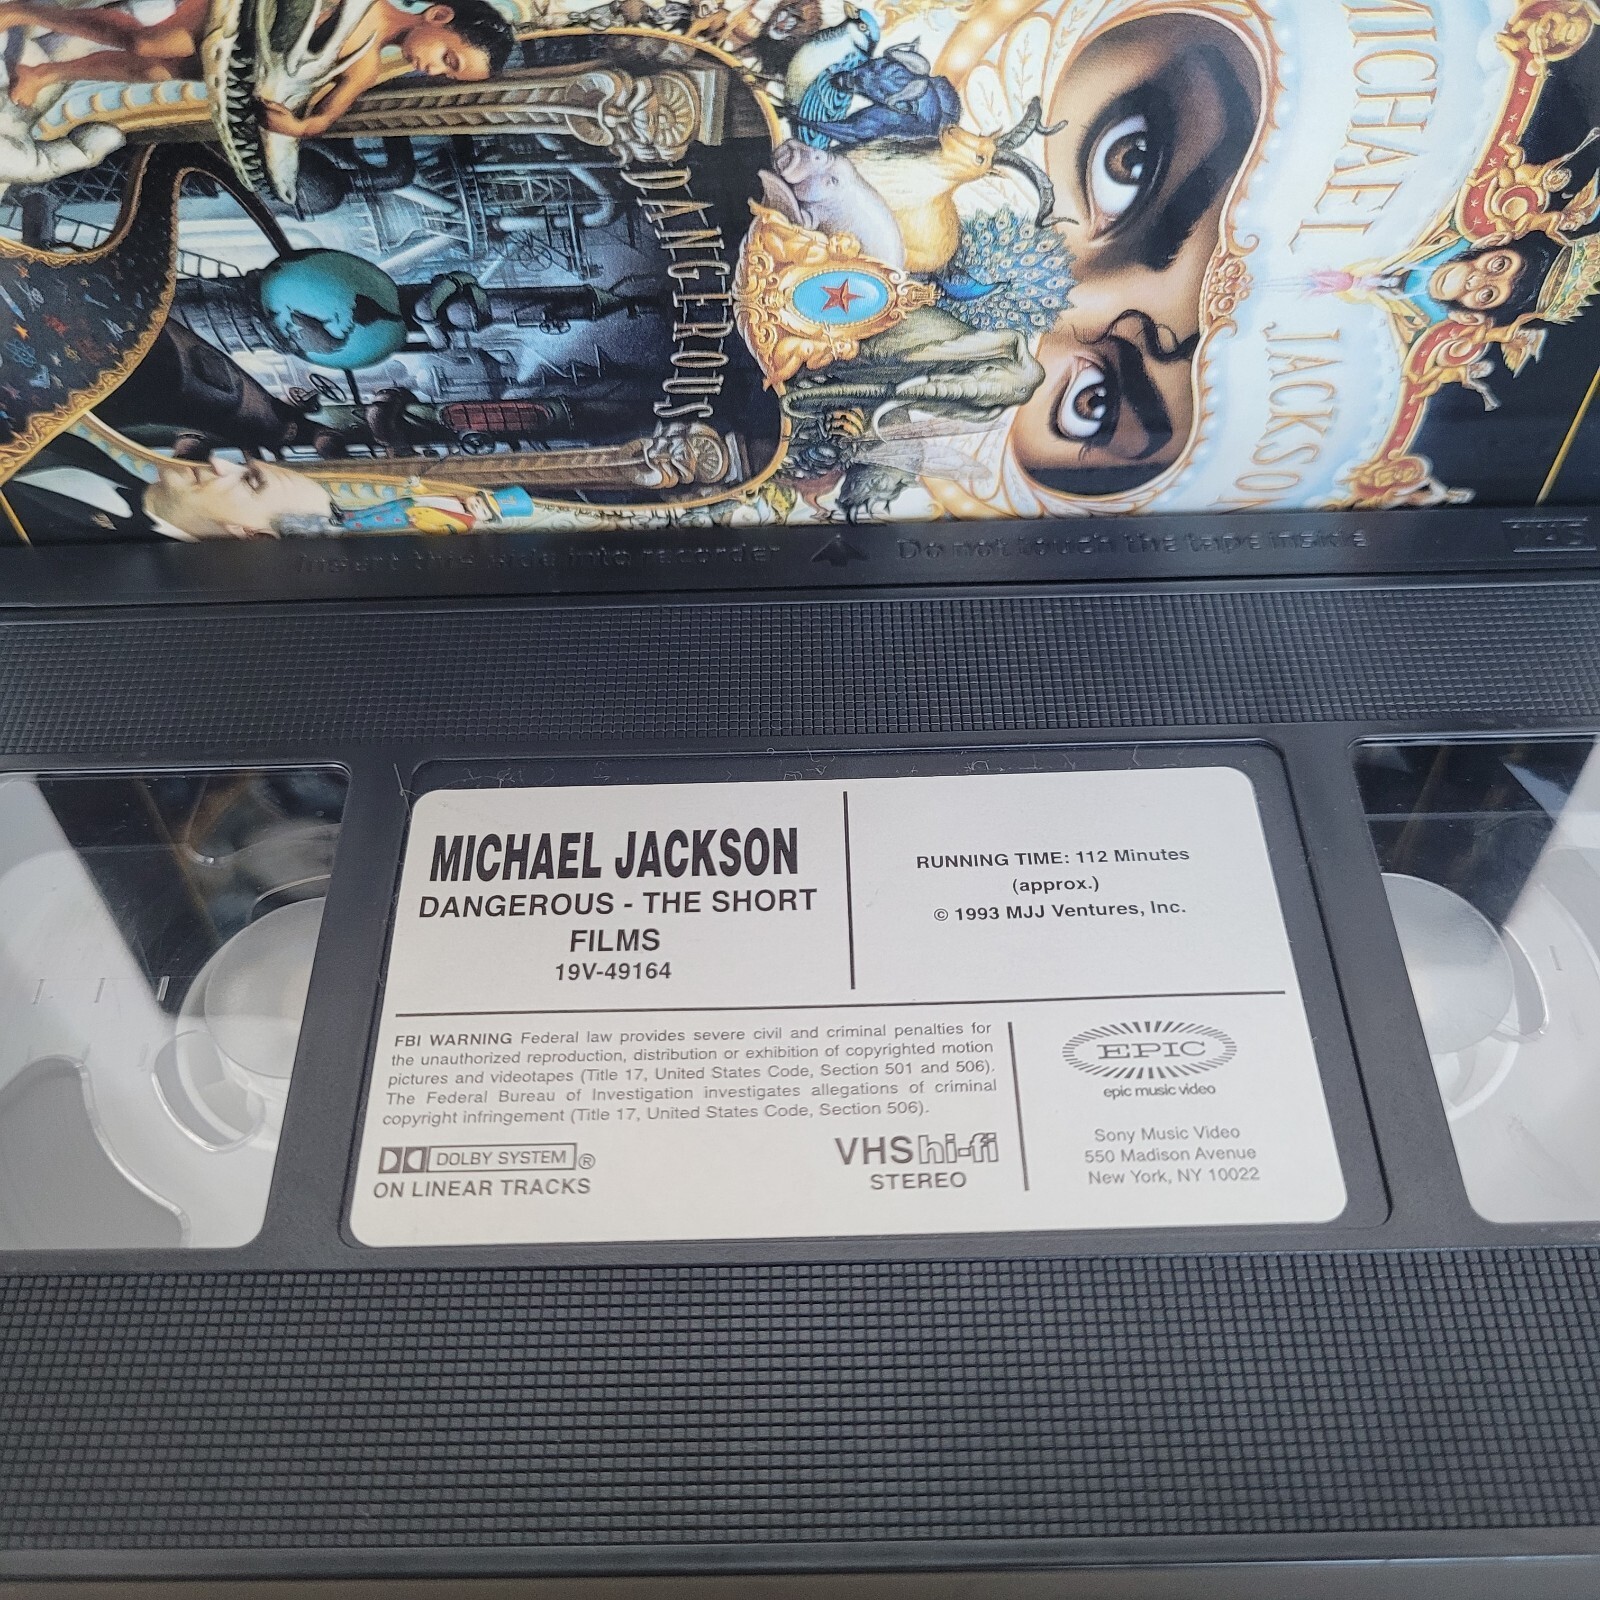 MICHAEL JACKSON
DANGEROUS
Insert this side into recorder
Do not touch the tape inside
VHS
MICHAEL JACKSON
DANGEROUS - THE SHORT
FILMS
19V-49164
RUNNING TIME: 112 Minutes
(approx.)
© 1993 MJJ Ventures, Inc.
FBI WARNING Federal law provides severe civil and criminal penalties for
the unauthorized reproduction, distribution or exhibition of copyrighted motion
pictures and videotapes (Title 17, United States Code, Section 501 and 506).
The Federal Bureau of Investigation investigates allegations of criminal
copyright infringement (Title 17, United States Code, Section 506).
DOLBY SYSTEM ®
ON LINEAR TRACKS
VHS hi-fi
STEREO
EPIC
epic music video
Sony Music Video
550 Madison Avenue
New York, NY 10022